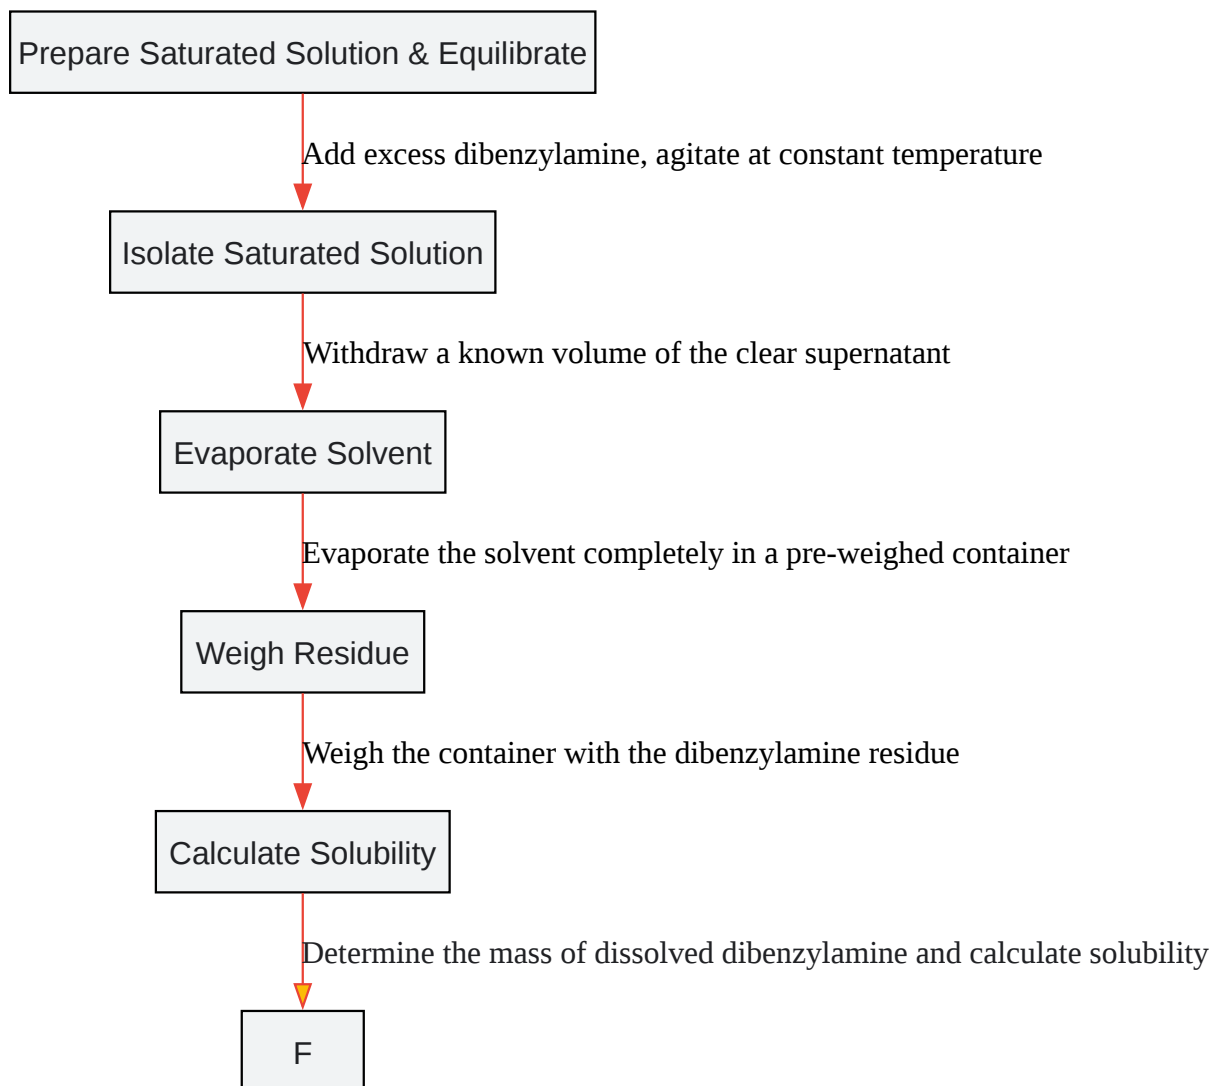 Prepare Saturated Solution & Equilibrate
Add excess dibenzylamine, agitate at constant temperature
Isolate Saturated Solution
Withdraw a known volume of the clear supernatant
Evaporate Solvent
Evaporate the solvent completely in a pre-weighed container
Weigh Residue
Weigh the container with the dibenzylamine residue
Calculate Solubility
Determine the mass of dissolved dibenzylamine and calculate solubility
F